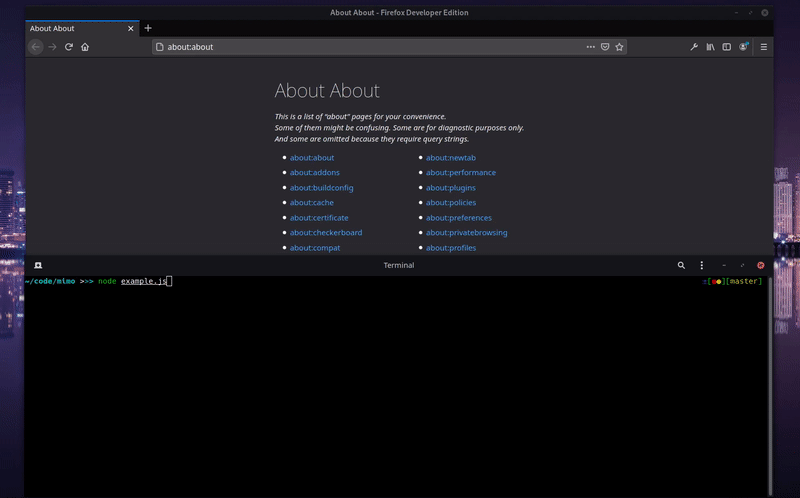 About About - Firefox Developer Edition
About About
about:about
About About
This is a list of "about" pages for your convenience.
Some of them might be confusing. Some are for diagnostic purposes only.
And some are omitted because they require query strings.
about:about
about:addons
about:buildconfig
about:cache
about:certificate
about:checkerboard
about:compat
about:newtab
about:performance
about:plugins
about:policies
about:preferences
about:privatebrowsing
about:profiles
Terminal
~/code/mimo >>> node example.js
[master]